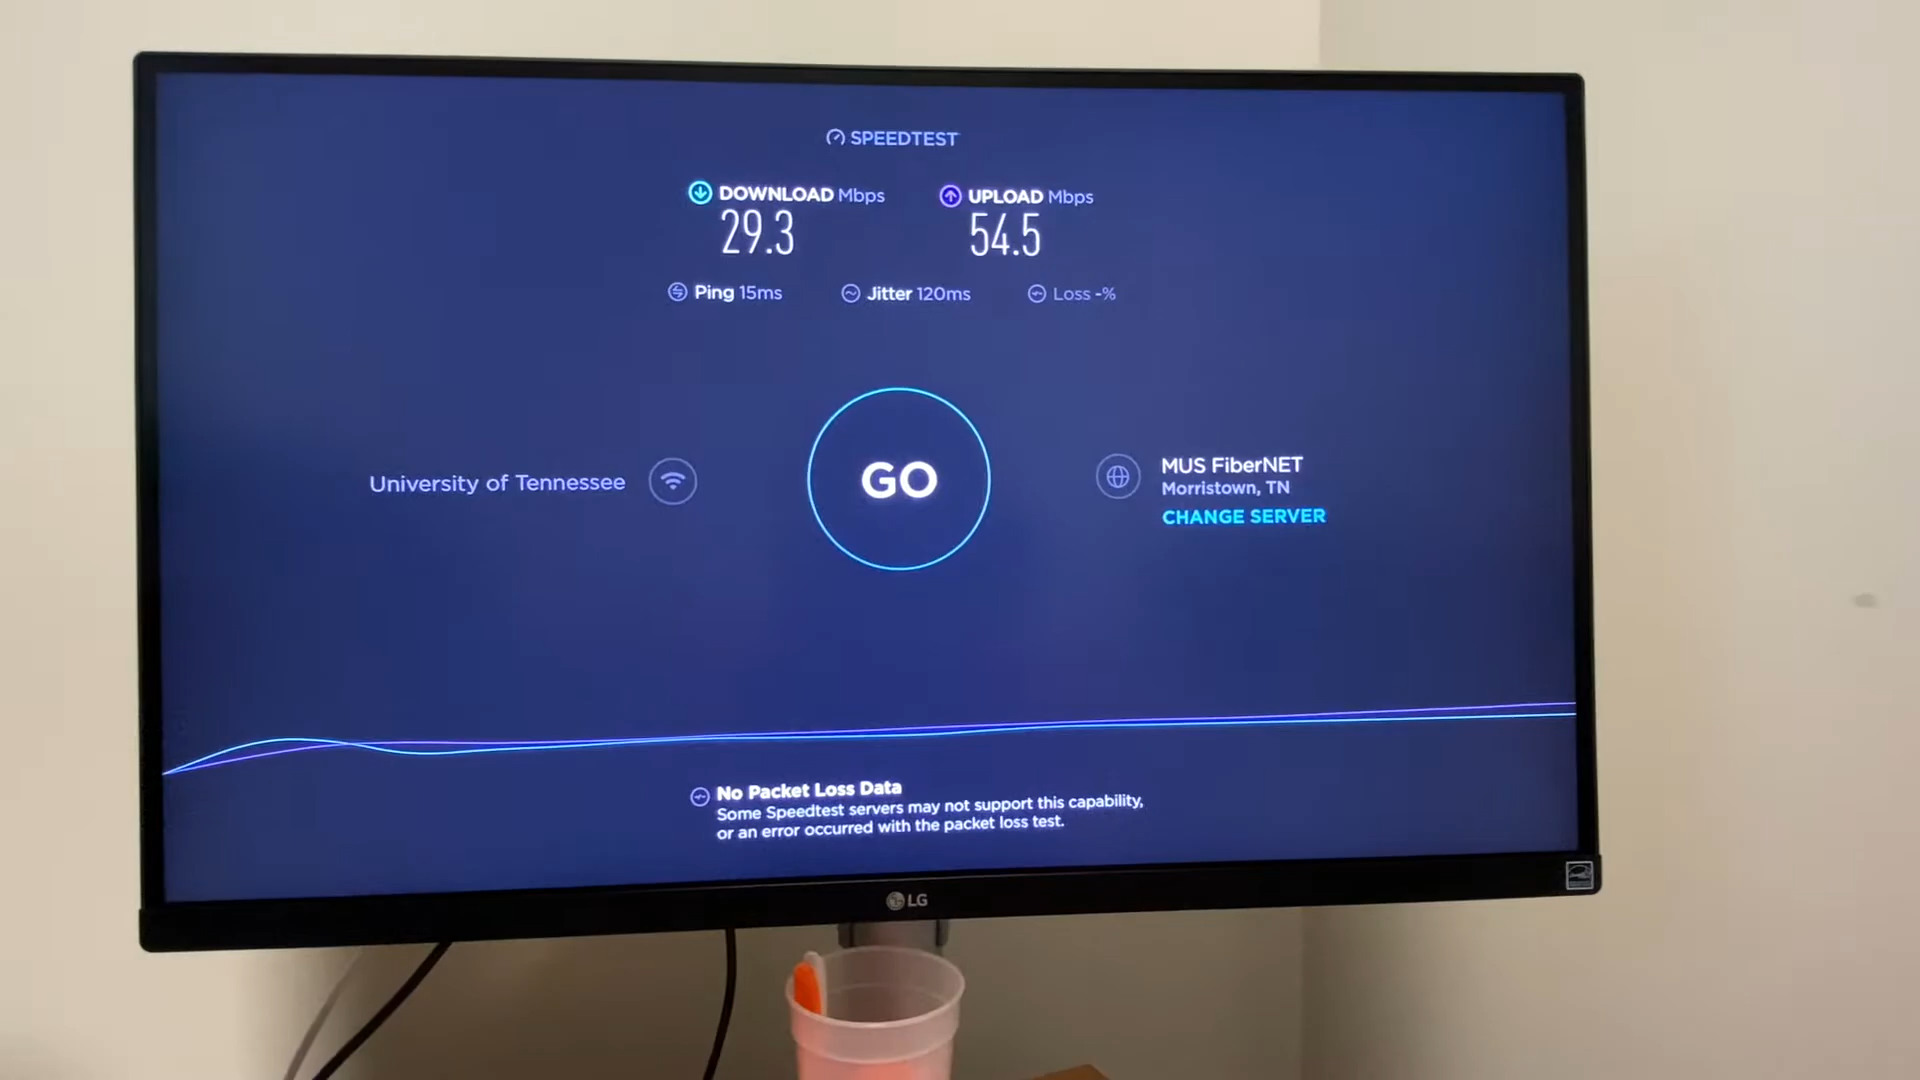 SPEEDTEST
DOWNLOAD Mbps
29.3
UPLOAD Mbps
54.5
Ping 15ms
Jitter 120ms
Loss -%
University of Tennessee
GO
MUS FiberNET
Morristown, TN
CHANGE SERVER
No Packet Loss Data
Some Speedtest servers may not support this capability,
or an error occurred with the packet loss test.
LG